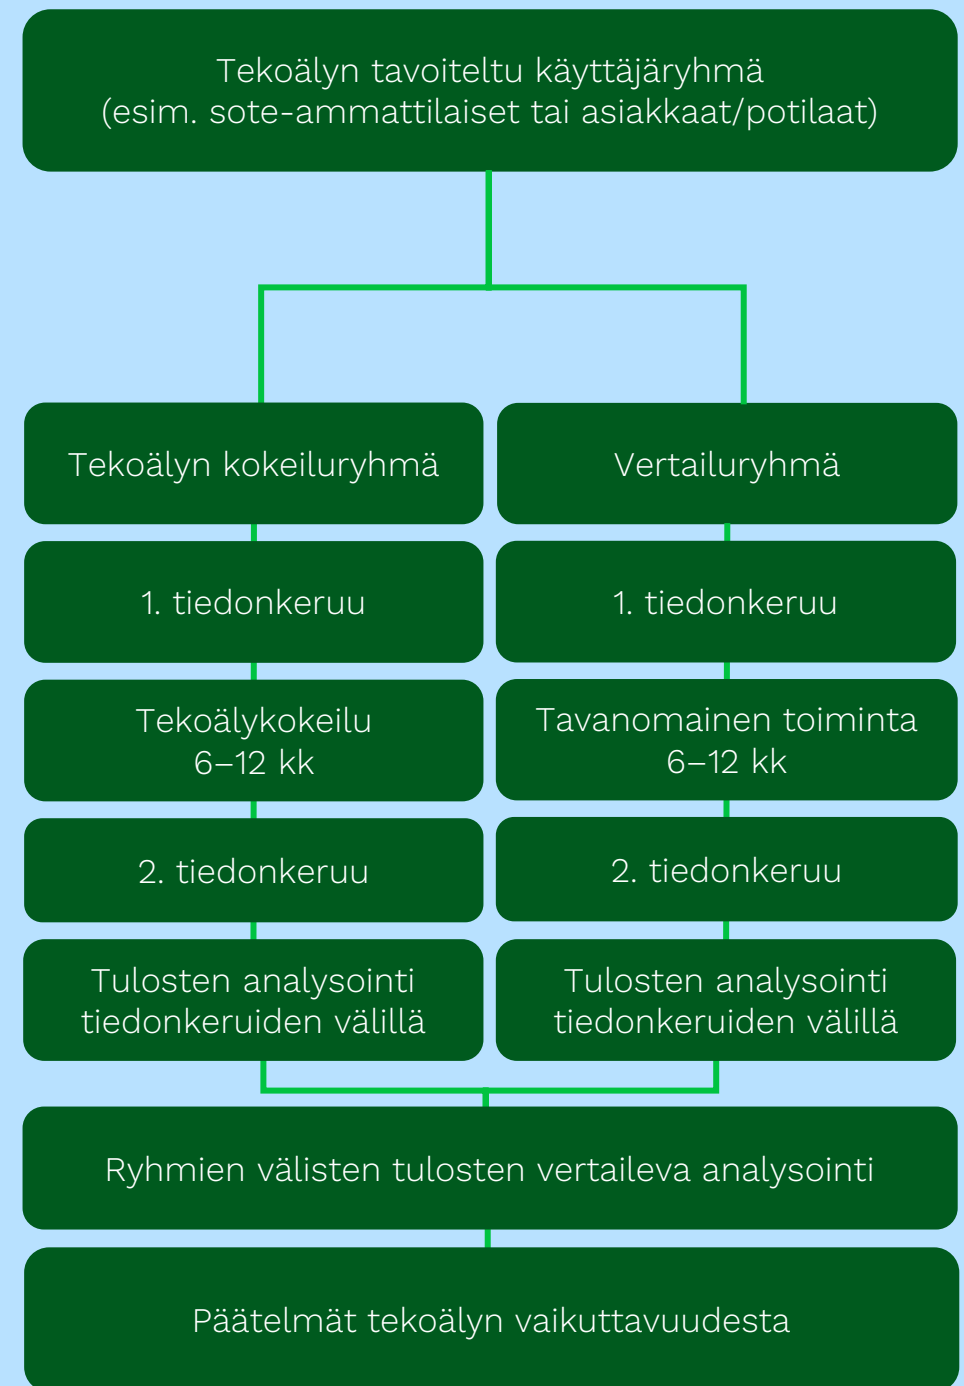 Tekoälyn tavoiteltu käyttäjäryhmä
(esim. sote-ammattilaiset tai asiakkaat/potilaat)
Tekoälyn kokeiluryhmä
Vertailuryhmä
1. tiedonkeruu
1. tiedonkeruu
Tekoälykokeilu
6–12 kk
Tavanomainen toiminta
6–12 kk
2. tiedonkeruu
2. tiedonkeruu
Tulosten analysointi
tiedonkeruiden välillä
Tulosten analysointi
tiedonkeruiden välillä
Ryhmien välisten tulosten vertaileva analysointi
Päätelmät tekoälyn vaikuttavuudesta